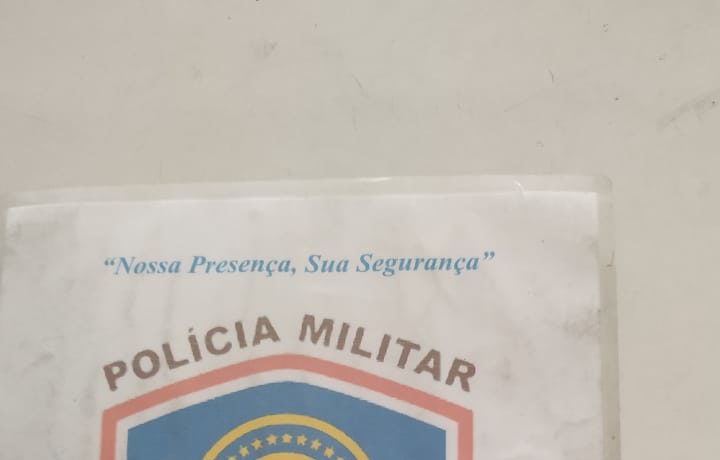 “Nossa Presença, Sua Segurança”
POLÍCIA MILITAR